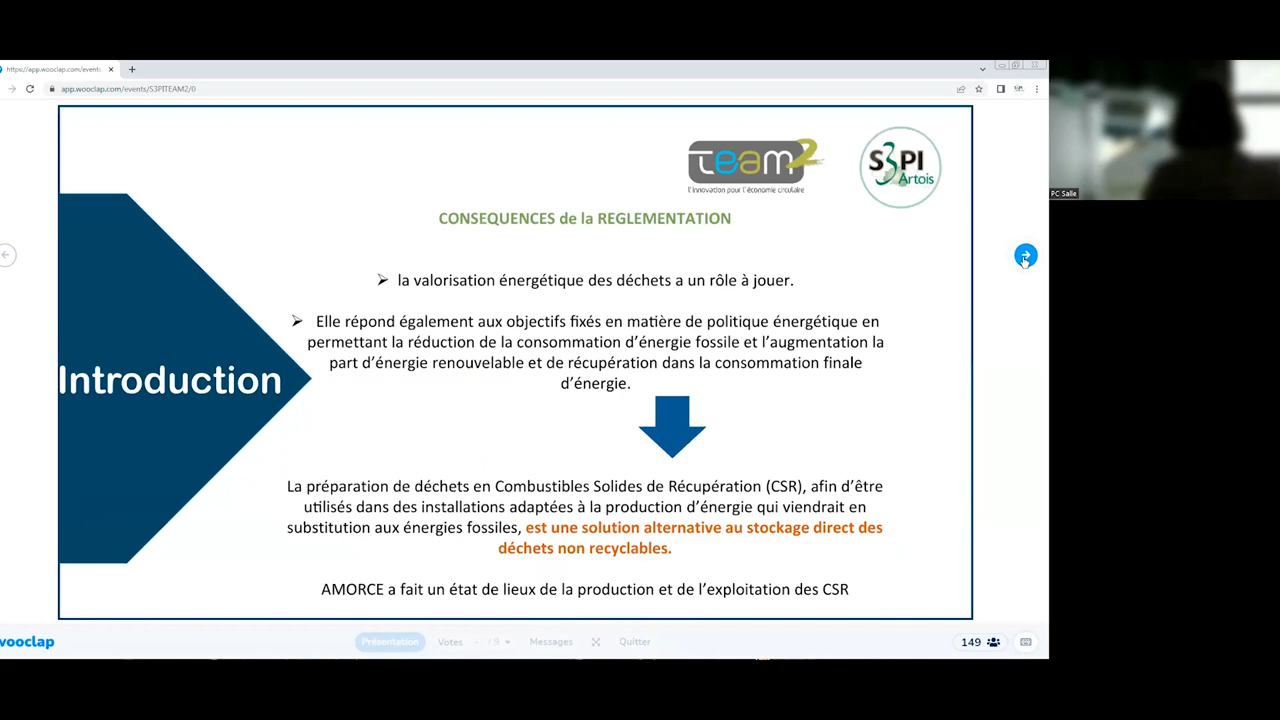 https://app.wooclap.com/events
app.wooclap.com/events/S3PITEAM2/0
team2
l'innovation pour l'économie circulaire
S3PI
Artois
PC Salle
CONSEQUENCES de la REGLEMENTATION
➢ la valorisation énergétique des déchets a un rôle à jouer.
➢ Elle répond également aux objectifs fixés en matière de politique énergétique en
permettant la réduction de la consommation d'énergie fossile et l'augmentation la
part d'énergie renouvelable et de récupération dans la consommation finale
d'énergie.
Introduction
La préparation de déchets en Combustibles Solides de Récupération (CSR), afin d'être
utilisés dans des installations adaptées à la production d'énergie qui viendrait en
substitution aux énergies fossiles, est une solution alternative au stockage direct des
déchets non recyclables.
AMORCE a fait un état de lieux de la production et de l'exploitation des CSR
wooclap
Présentation
Votes
- / 9
Messages
Quitter
149